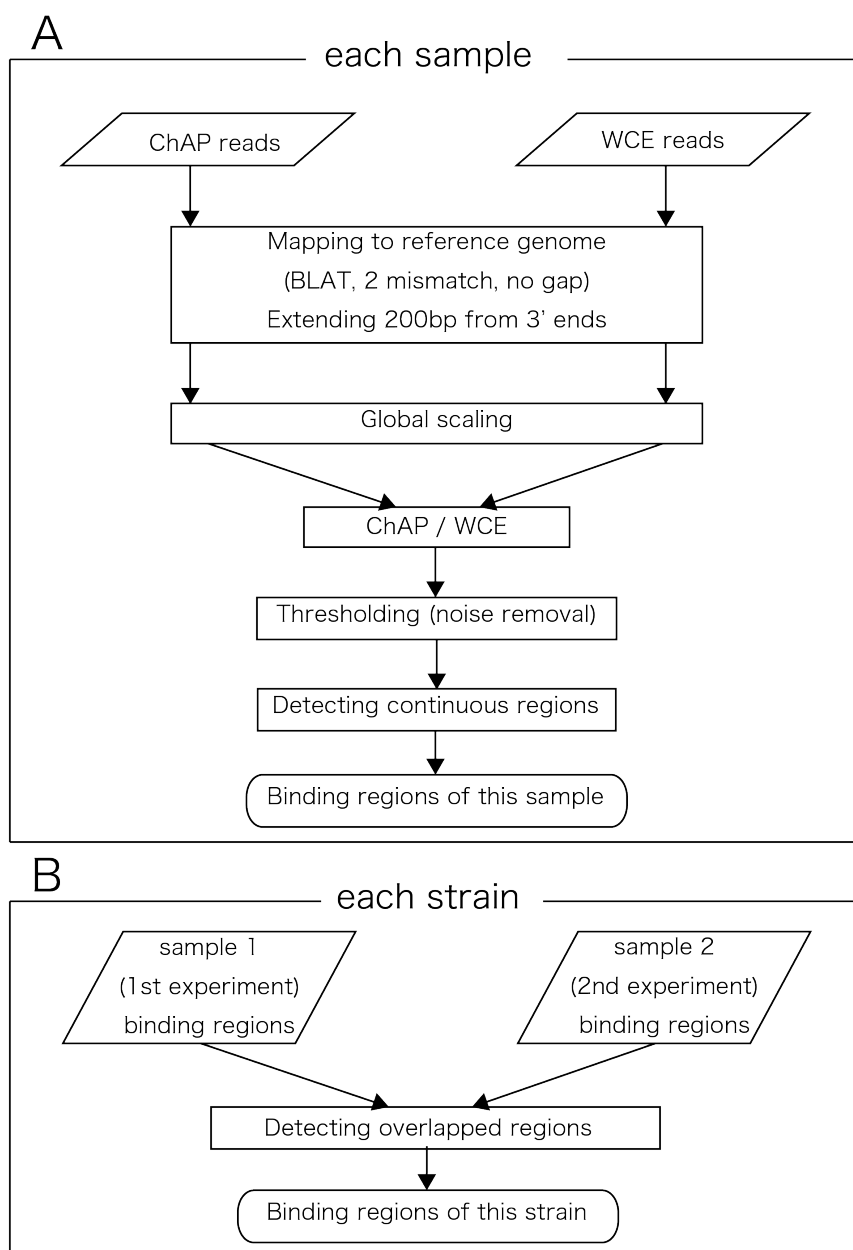 A
each sample
ChAP reads
WCE reads
Mapping to reference genome
(BLAT, 2 mismatch, no gap)
Extending 200bp from 3’ ends
Global scaling
ChAP / WCE
Thresholding (noise removal)
Detecting continuous regions
Binding regions of this sample
B
each strain
sample 1
(1st experiment)
binding regions
sample 2
(2nd experiment)
binding regions
Detecting overlapped regions
Binding regions of this strain